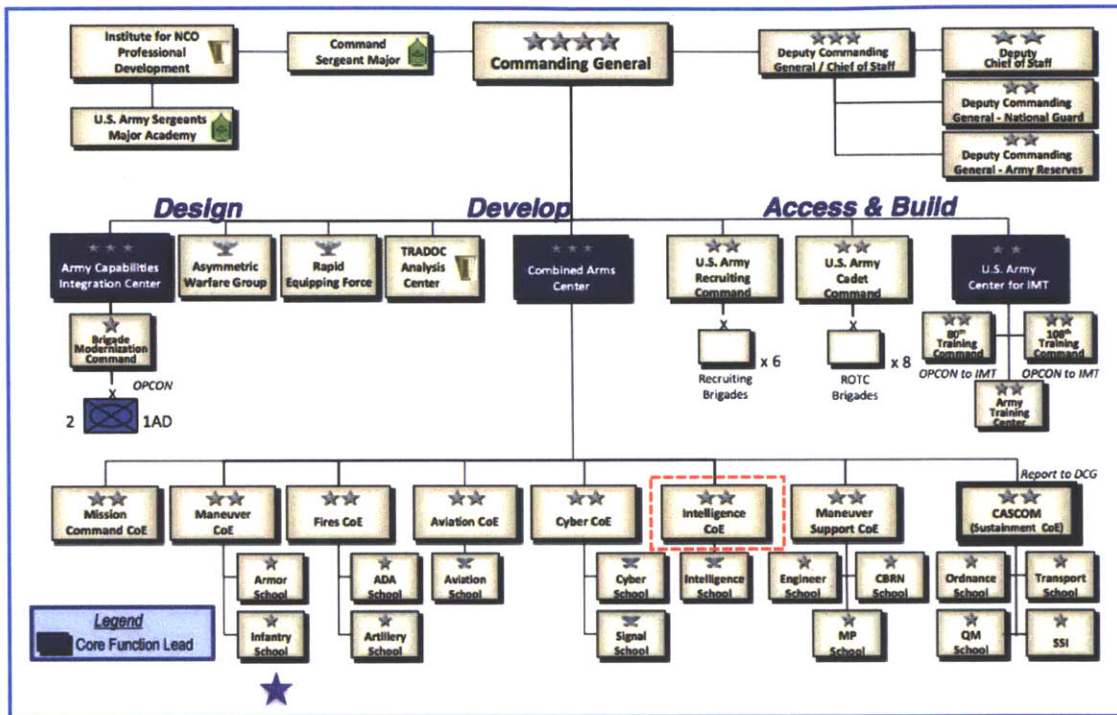 Institute for NCO
Professional
Development
Command
Sergeant Major
Commanding General
Deputy Commanding
General / Chief of Staff
Deputy
Chief of Staff
U.S. Army Sergeants
Major Academy
Deputy Commanding
General - National Guard
Deputy Commanding
General - Army Reserves
Design
Develop
Access & Build
Army Capabilities
Integration Center
Asymmetric
Warfare Group
Rapid
Equipping Force
TRADOC
Analysis
Center
Combined Arms
Center
U.S. Army
Recruiting
Command
U.S. Army
Cadet
Command
U.S. Army
Center for IMT
Brigade
Modernization
Command
X
x 6
Recruiting
Brigades
X
x 8
ROTC
Brigades
80th
Training
Command
108th
Training
Command
OPCON to IMT
OPCON to IMT
Army
Training
Center
OPCON
X
2
1AD
Report to DCG
Mission
Command CoE
Maneuver
CoE
Fires CoE
Aviation CoE
Cyber CoE
Intelligence
CoE
Maneuver
Support CoE
CASCOM
(Sustainment CoE)
Armor
School
ADA
School
Aviation
School
Cyber
School
Intelligence
School
Engineer
School
CBRN
School
Ordnance
School
Transport
School
Infantry
School
Artillery
School
Signal
School
MP
School
QM
School
SSI
Legend
Core Function Lead